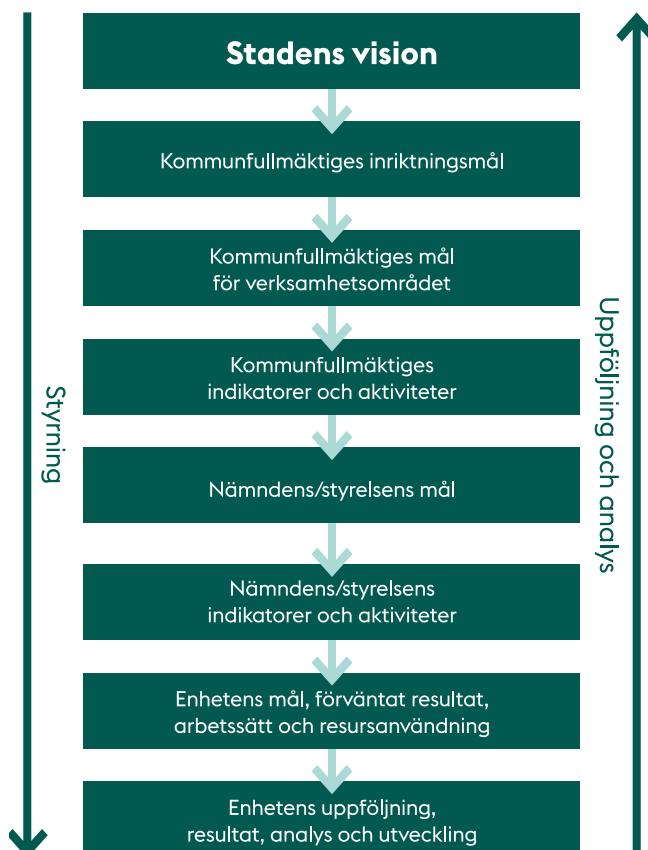 Stadens vision
Kommunfullmäktiges inriktningsmål
Kommunfullmäktiges mål
för verksamhetsområdet
Kommunfullmäktiges
indikatorer och aktiviteter
Nämndens/styrelsens mål
Nämndens/styrelsens
indikatorer och aktiviteter
Enhetens mål, förväntat resultat,
arbetssätt och resursanvändning
Enhetens uppföljning,
resultat, analys och utveckling
Styrning
Uppföljning och analys